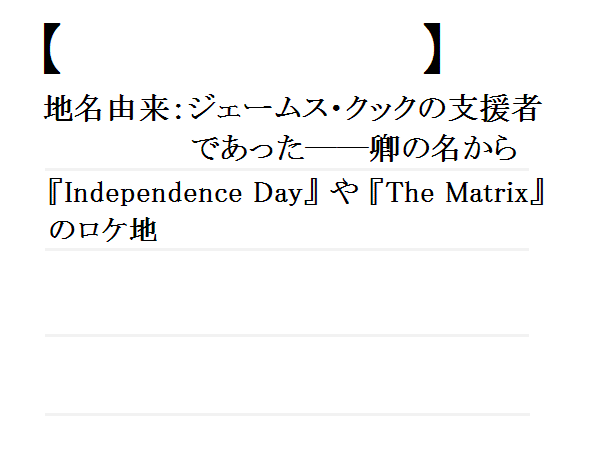 【 】
地名由来:ジェームス・クックの支援者
であった――卿の名から
『Independence Day』や『The Matrix』
のロケ地